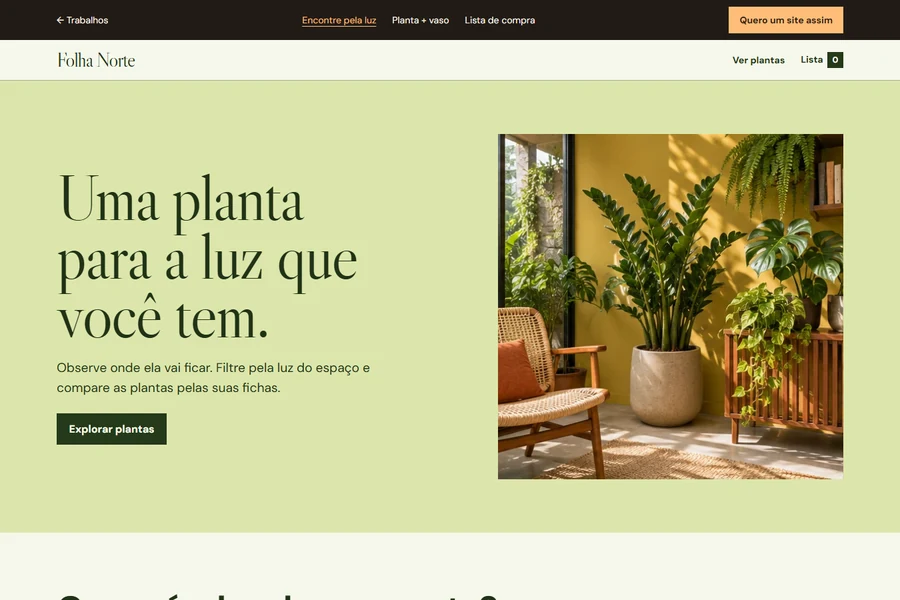 ← Trabalhos
Encontre pela luz
Planta + vaso
Lista de compra
Quero um site assim
Folha Norte
Ver plantas
Lista 0
Uma planta
para a luz que
você tem.
Observe onde ela vai ficar. Filtre pela luz do espaço e
compare as plantas pelas suas fichas.
Explorar plantas